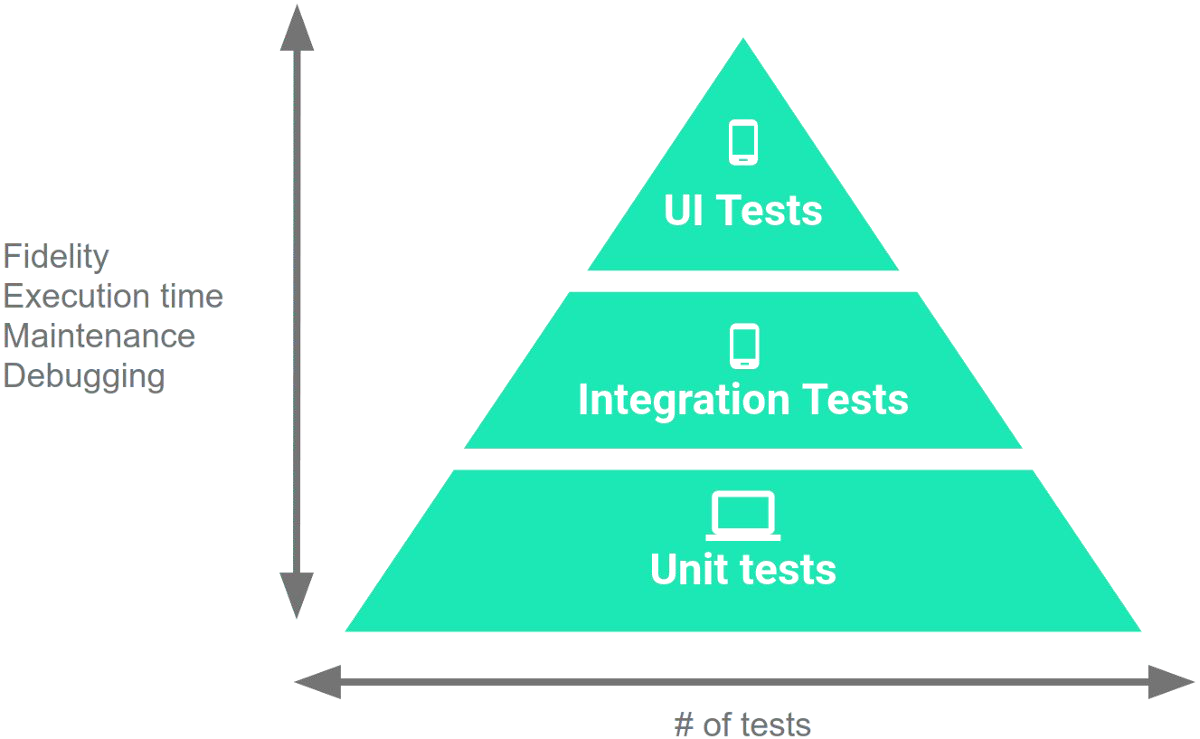 UI Tests
Fidelity
Execution time
Maintenance
Debugging
Integration Tests
Unit tests
# of tests